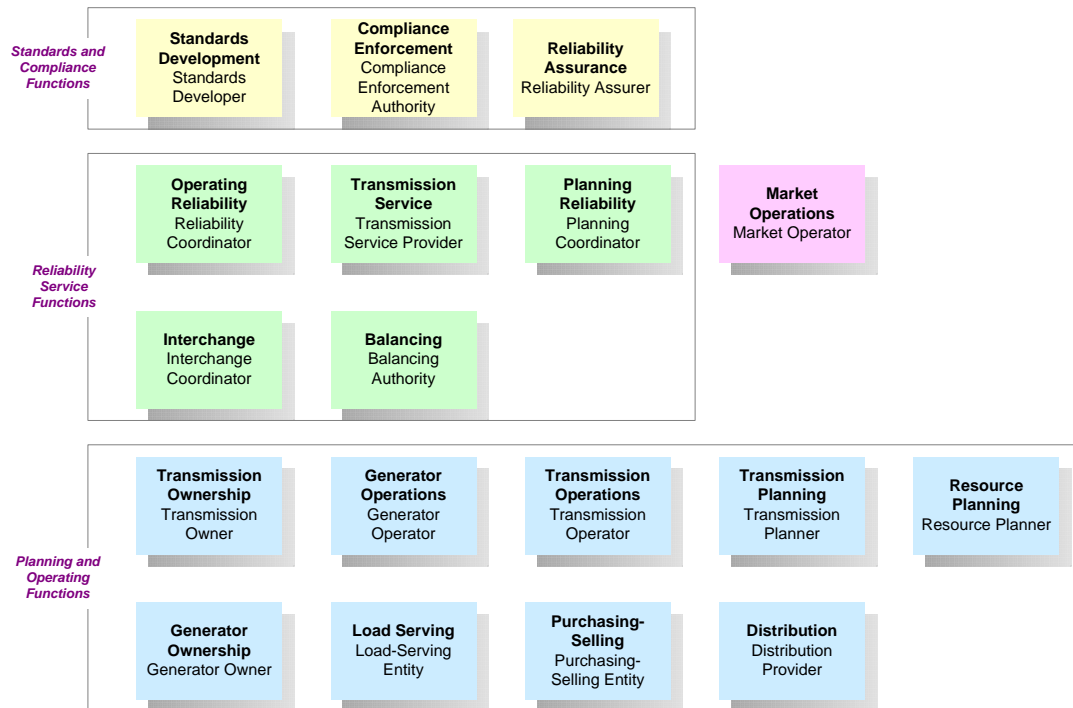 Standards and
Compliance
Functions
Standards
Development
Standards
Developer
Compliance
Enforcement
Compliance
Enforcement
Authority
Reliability
Assurance
Reliability Assurer
Reliability
Service
Functions
Operating
Reliability
Reliability
Coordinator
Transmission
Service
Transmission
Service Provider
Planning
Reliability
Planning
Coordinator
Market
Operations
Market Operator
Interchange
Interchange
Coordinator
Balancing
Balancing
Authority
Planning and
Operating
Functions
Transmission
Ownership
Transmission
Owner
Generator
Operations
Generator
Operator
Transmission
Operations
Transmission
Operator
Transmission
Planning
Transmission
Planner
Resource
Planning
Resource Planner
Generator
Ownership
Generator Owner
Load Serving
Load-Serving
Entity
Purchasing-
Selling
Purchasing-
Selling Entity
Distribution
Distribution
Provider